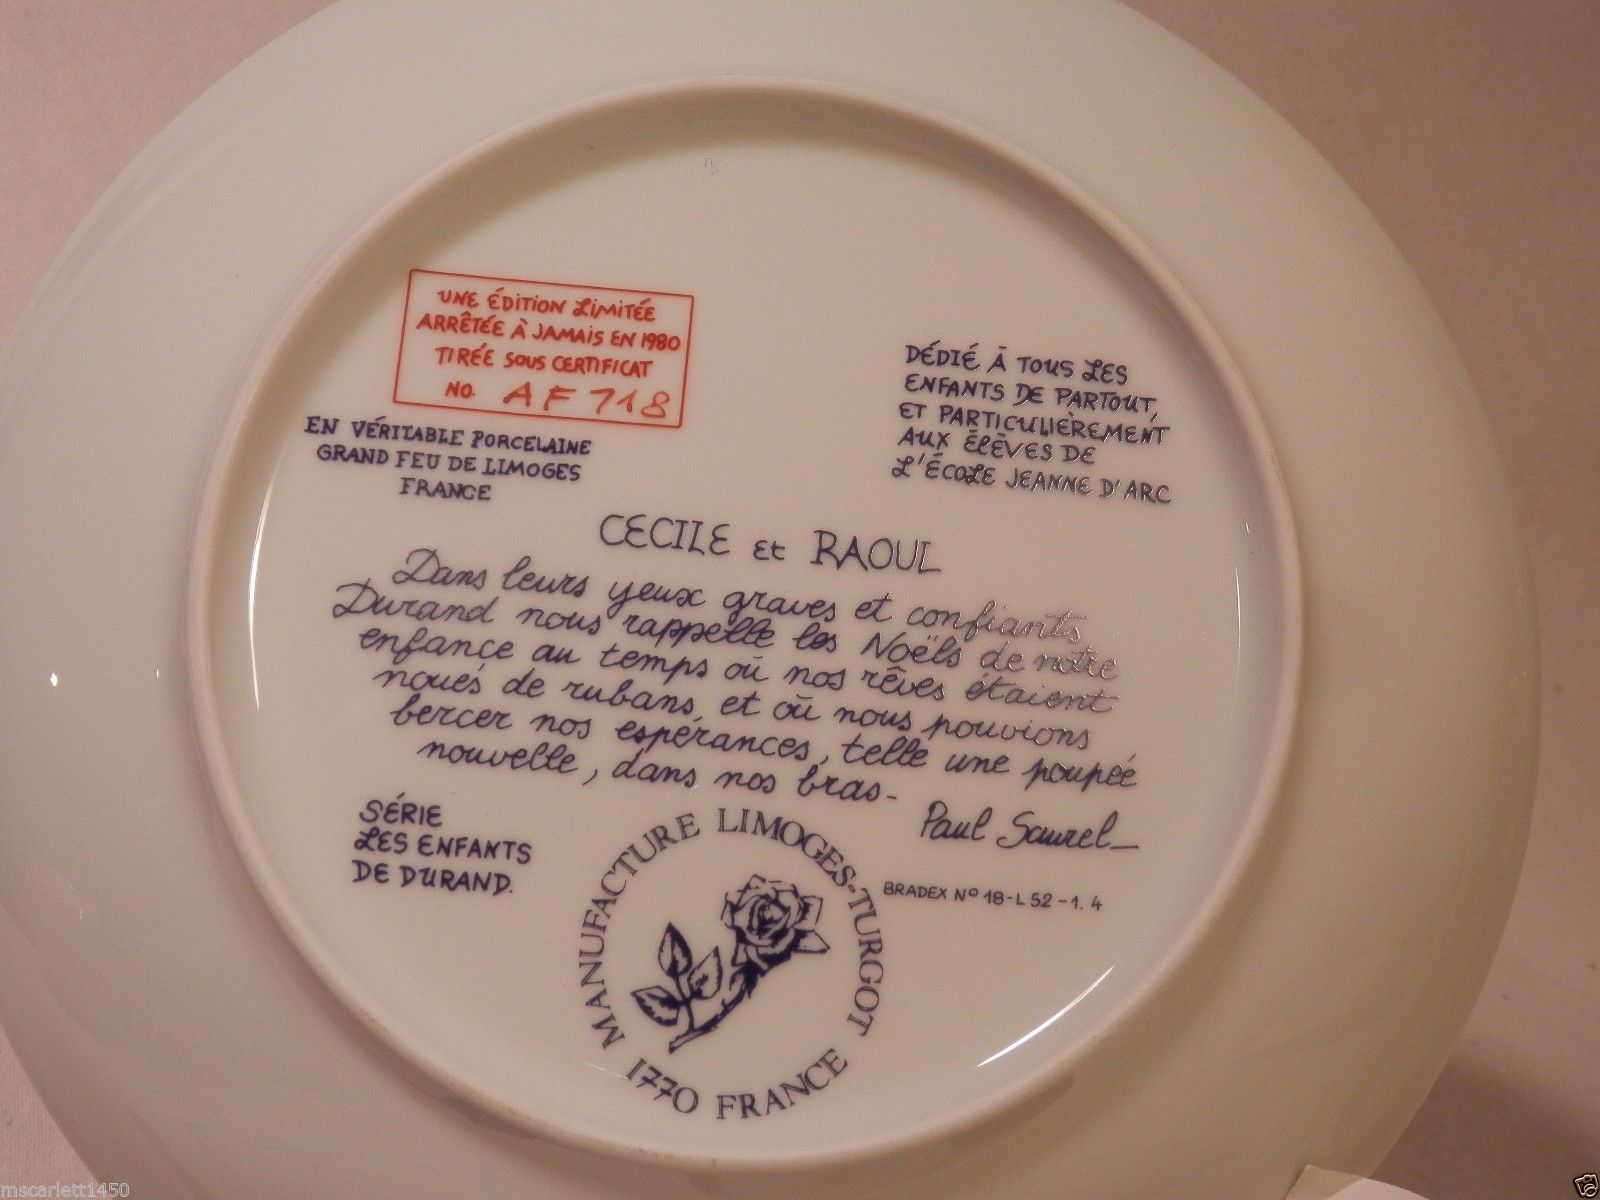 UNE ÉDITION LIMITÉE
ARRÊTÉE À JAMAIS EN 1980
TIRÉE SOUS CERTIFICAT
NO. AF718
EN VÉRITABLE PORCELAINE
GRAND FEU DE LIMOGES
FRANCE
DÉDIÉ À TOUS LES
ENFANTS DE PARTOUT,
ET PARTICULIÈREMENT
AUX ÉLÈVES DE
L'ÉCOLE JEANNE D'ARC
CECILE et RAOUL
Dans leurs yeux graves et confiants
Durand nous rappelle les Noëls de notre
enfance au temps où nos rêves étaient
noués de rubans et où nous pouvions
bercer nos espérances, telle une poupée
nouvelle, dans nos bras-
Paul Saurel
SÉRIE
LES ENFANTS
DE DURAND.
BRADEX Nº 18-L52-1.4
MANUFACTURE LIMOGES-TURGOT
1770 FRANCE
mscarlett1450